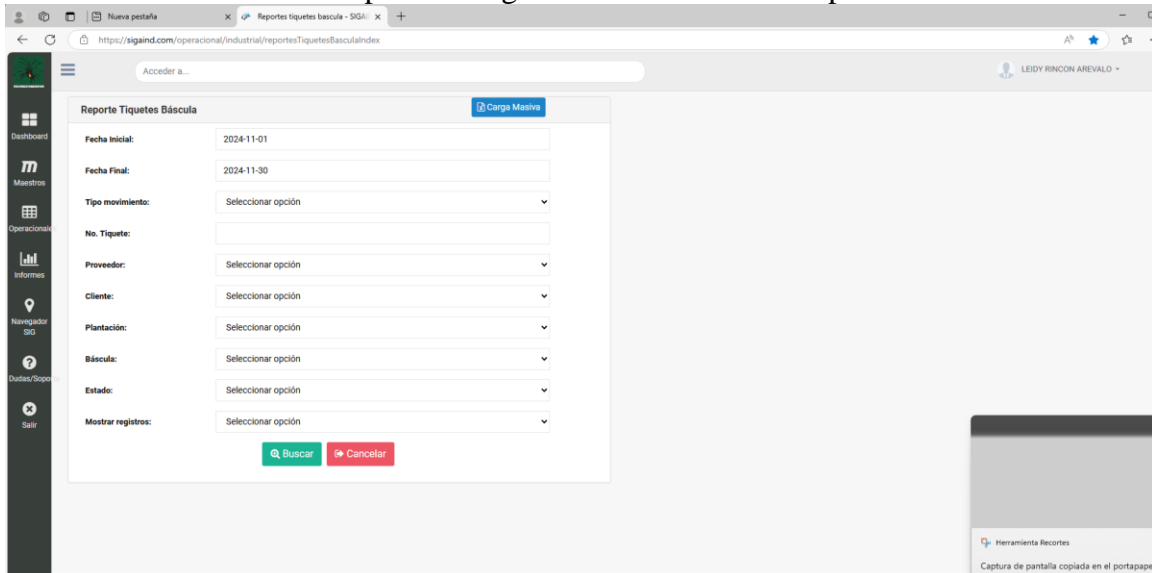 Nueva pestaña
Reportes tiquetes bascula - SIGAI
https://sigaind.com/operacional/industrial/reportesTiquetesBasculaIndex
Acceder a...
LEIDY RINCON AREVALO
Dashboard
Maestros
Operacionale
Informes
Navegador
SIG
Dudas/Sopo
Salir
Reporte Tiquetes Báscula
Carga Masiva
Fecha Inicial: 2024-11-01
Fecha Final: 2024-11-30
Tipo movimiento: Seleccionar opción
No. Tiquete:
Proveedor: Seleccionar opción
Cliente: Seleccionar opción
Plantación: Seleccionar opción
Báscula: Seleccionar opción
Estado: Seleccionar opción
Mostrar registros: Seleccionar opción
Buscar Cancelar
Herramienta Recortes
Captura de pantalla copiada en el portapape